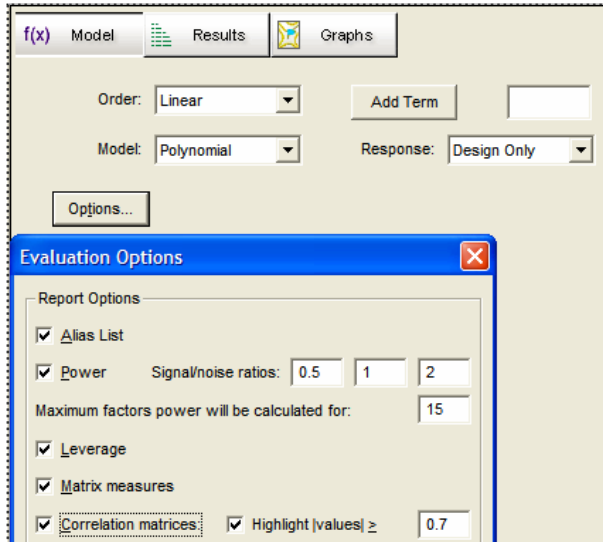 f(x) Model Results Graphs
Order: Linear Add Term
Model: Polynomial Response: Design Only
Options...
Evaluation Options
Report Options
Alias List
Power Signal/noise ratios: 0.5 1 2
Maximum factors power will be calculated for: 15
Leverage
Matrix measures
Correlation matrices: Highlight |values| ≥ 0.7